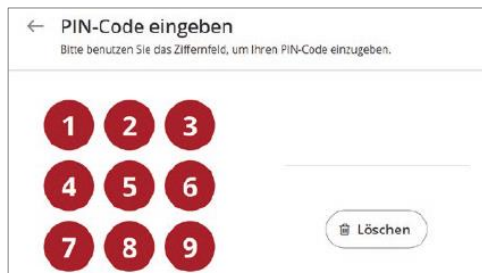 ← PIN-Code eingeben
Bitte benutzen Sie das Ziffernfeld, um Ihren PIN-Code einzugeben.
1 2 3
4 5 6
Löschen
7 8 9